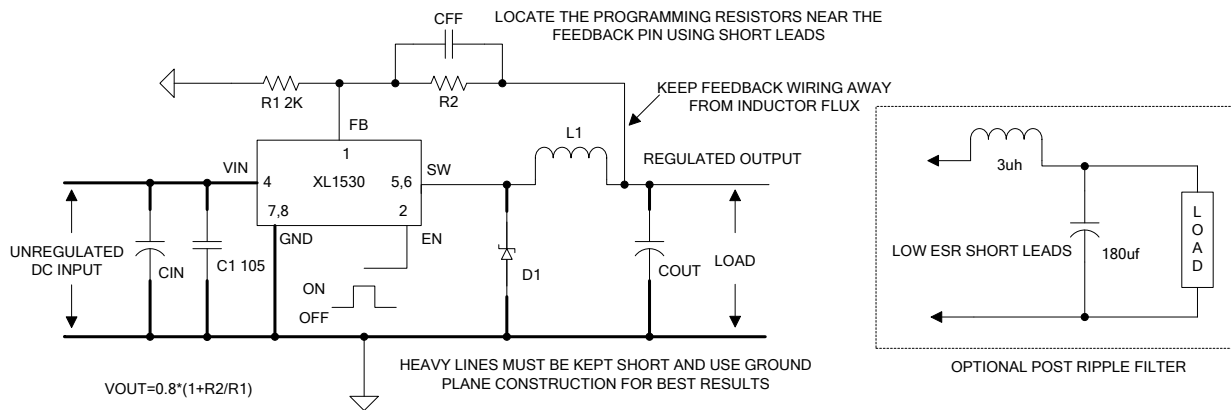 CFF
LOCATE THE PROGRAMMING RESISTORS NEAR THE
FEEDBACK PIN USING SHORT LEADS
R1 2K
R2
KEEP FEEDBACK WIRING AWAY
FROM INDUCTOR FLUX
FB
L1
1
VIN
SW
REGULATED OUTPUT
4
XL1530
5,6
7,8
2
GND
EN
UNREGULATED
DC INPUT
CIN
C1 105
D1
COUT
LOAD
ON
OFF
HEAVY LINES MUST BE KEPT SHORT AND USE GROUND
PLANE CONSTRUCTION FOR BEST RESULTS
VOUT=0.8*(1+R2/R1)
3uh
LOW ESR SHORT LEADS
180uf
LOAD
OPTIONAL POST RIPPLE FILTER